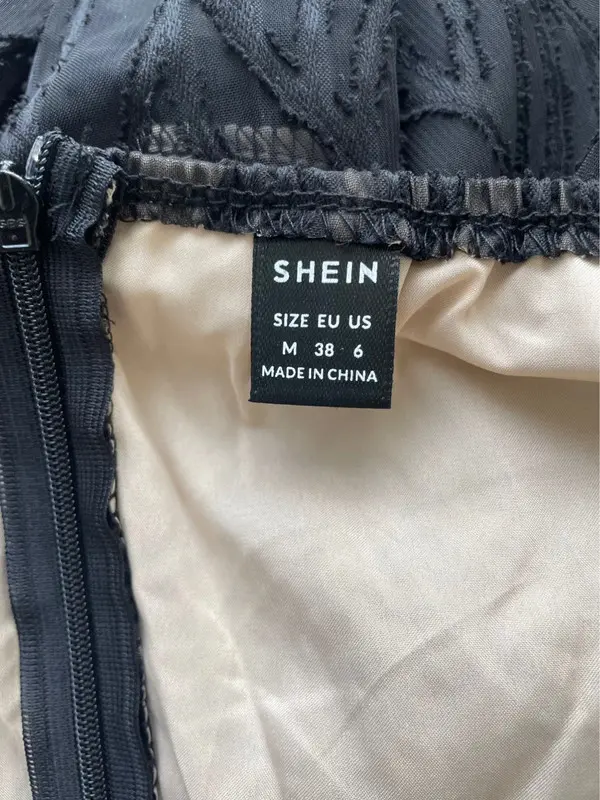 SHEIN
SIZE EU US
M 38 6
MADE IN CHINA